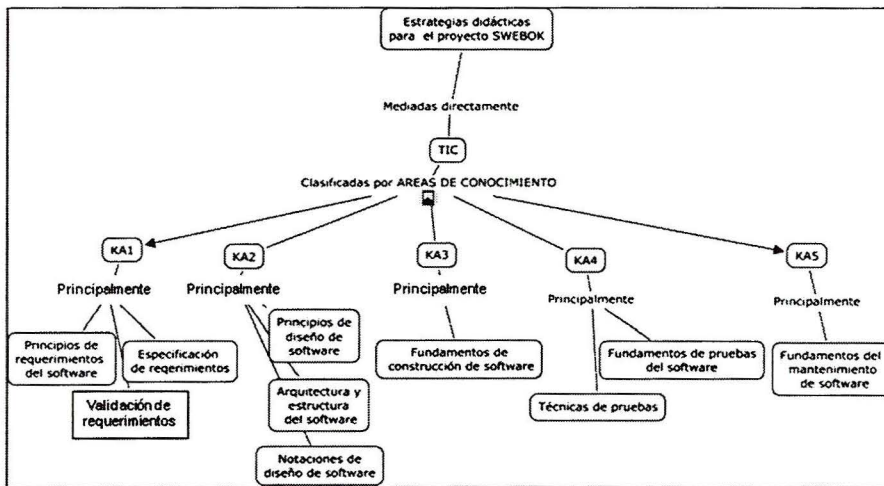 Estrategias didácticas
para el proyecto SWEBOK
Mediadas directamente
TIC
Clasificadas por AREAS DE CONOCIMIENTO
KA1
KA2
KA3
KA4
KA5
Principalmente
Principalmente
Principalmente
Principalmente
Principalmente
Principios de
requerimientos
del software
Especificación
de reqerimientos
Validación de
requerimientos
Principios de
diseño de
software
Arquitectura y
estructura
del software
Notaciones de
diseño de software
Fundamentos de
construcción de software
Fundamentos de pruebas
del software
Técnicas de pruebas
Fundamentos del
mantenimiento
de software